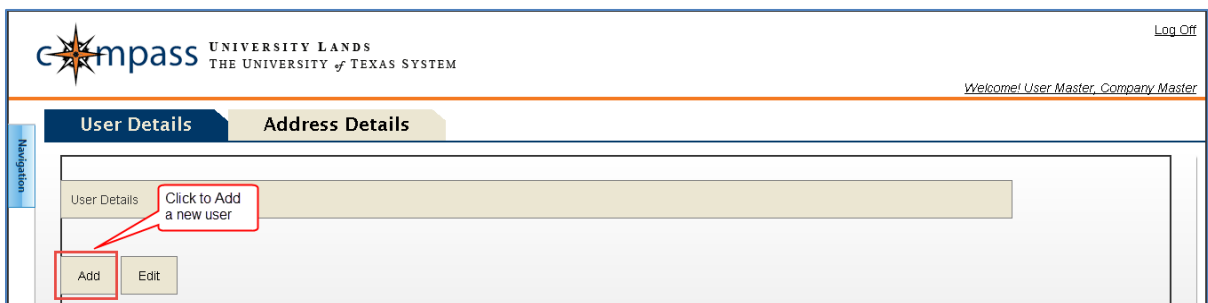 Log Off
compass UNIVERSITY LANDS
THE UNIVERSITY of TEXAS SYSTEM
Welcome! User Master, Company Master
User Details Address Details
Navigation
User Details
Click to Add
a new user
Add Edit